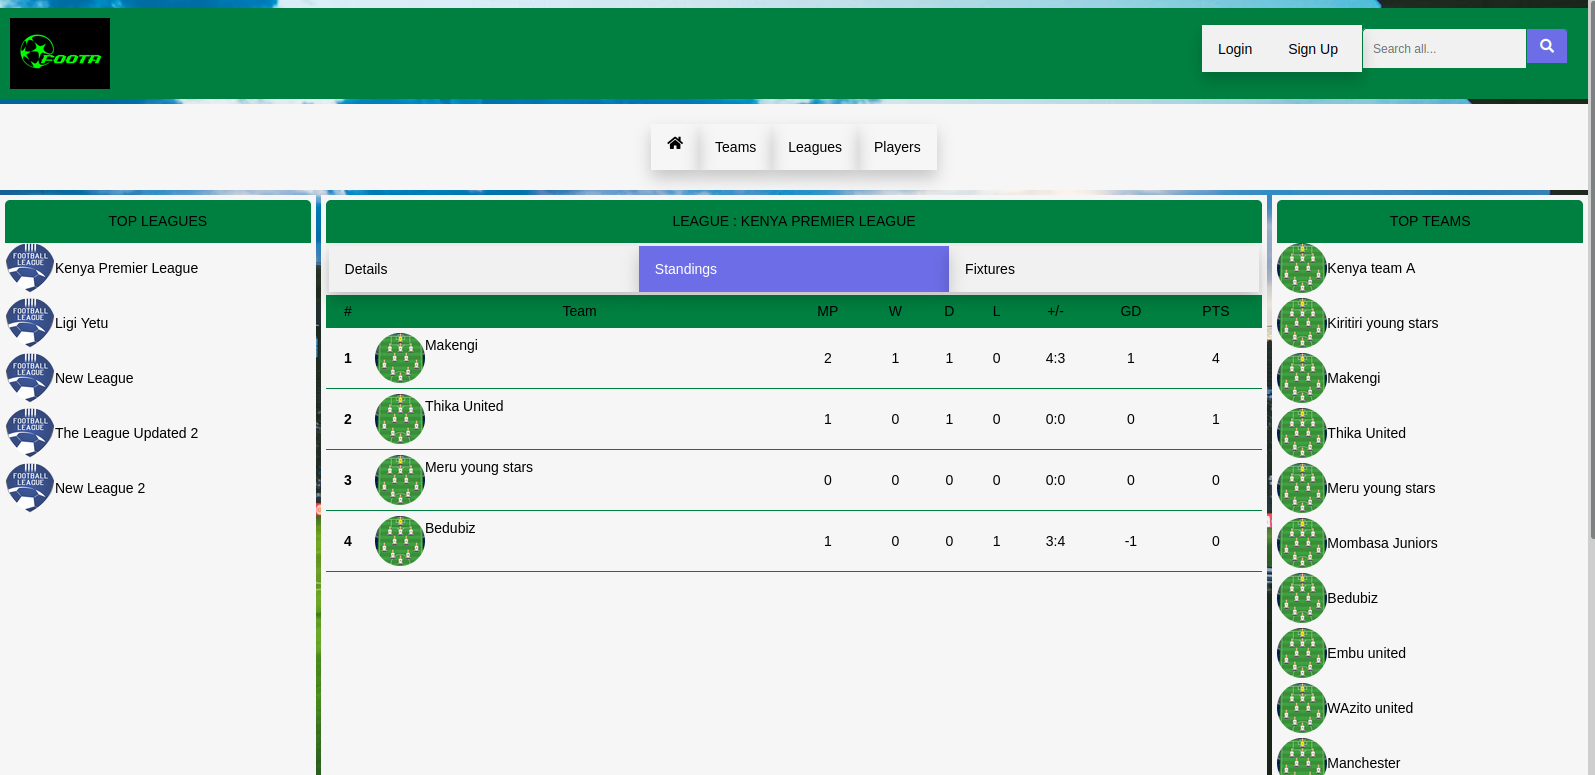 FOOTA
Login Sign Up Search all...
Teams Leagues Players
TOP LEAGUES
FOOTBALL LEAGUE Kenya Premier League
FOOTBALL LEAGUE Ligi Yetu
FOOTBALL LEAGUE New League
FOOTBALL LEAGUE The League Updated 2
FOOTBALL LEAGUE New League 2
LEAGUE : KENYA PREMIER LEAGUE
Details Standings Fixtures
# Team MP W D L +/- GD PTS
1 Makengi 2 1 1 0 4:3 1 4
2 Thika United 1 0 1 0 0:0 0 1
3 Meru young stars 0 0 0 0 0:0 0 0
4 Bedubiz 1 0 0 1 3:4 -1 0
TOP TEAMS
Kenya team A
Kiritiri young stars
Makengi
Thika United
Meru young stars
Mombasa Juniors
Bedubiz
Embu united
WAzito united
Manchester